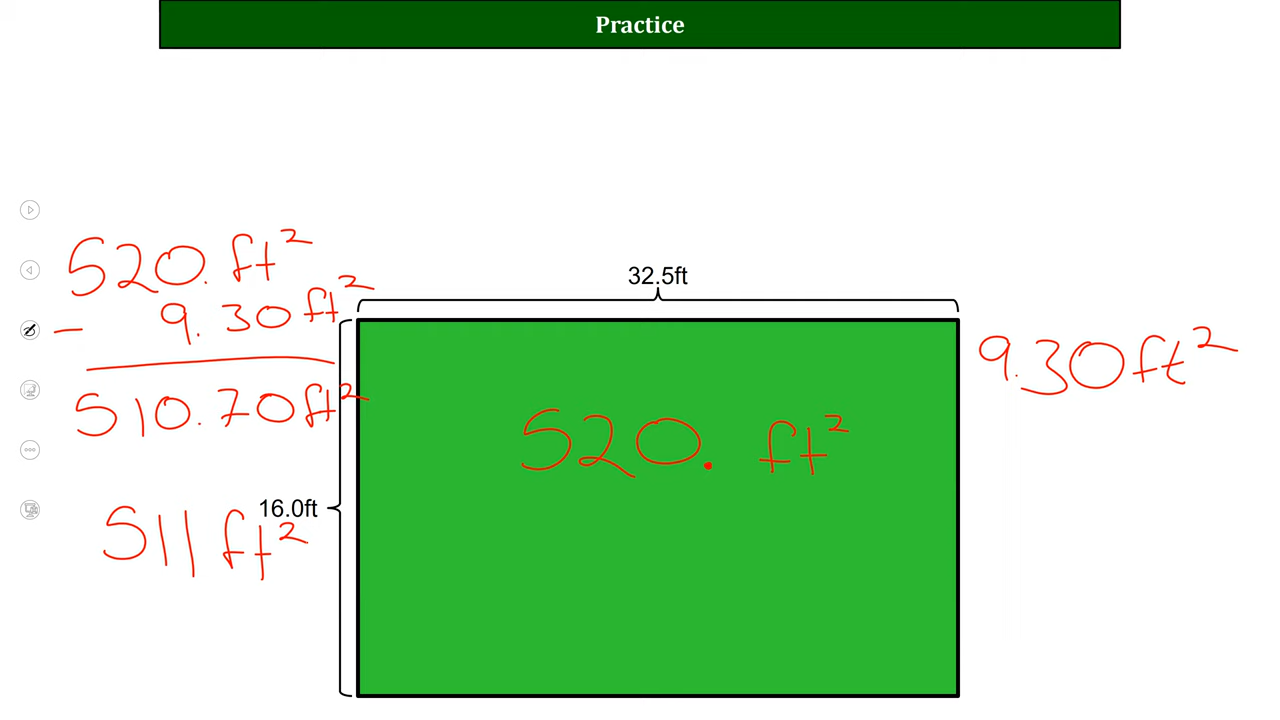 Practice
520. ft²
- 9.30 ft²
510.70 ft²
511 ft²
32.5ft
16.0ft
520. ft²
9.30 ft²